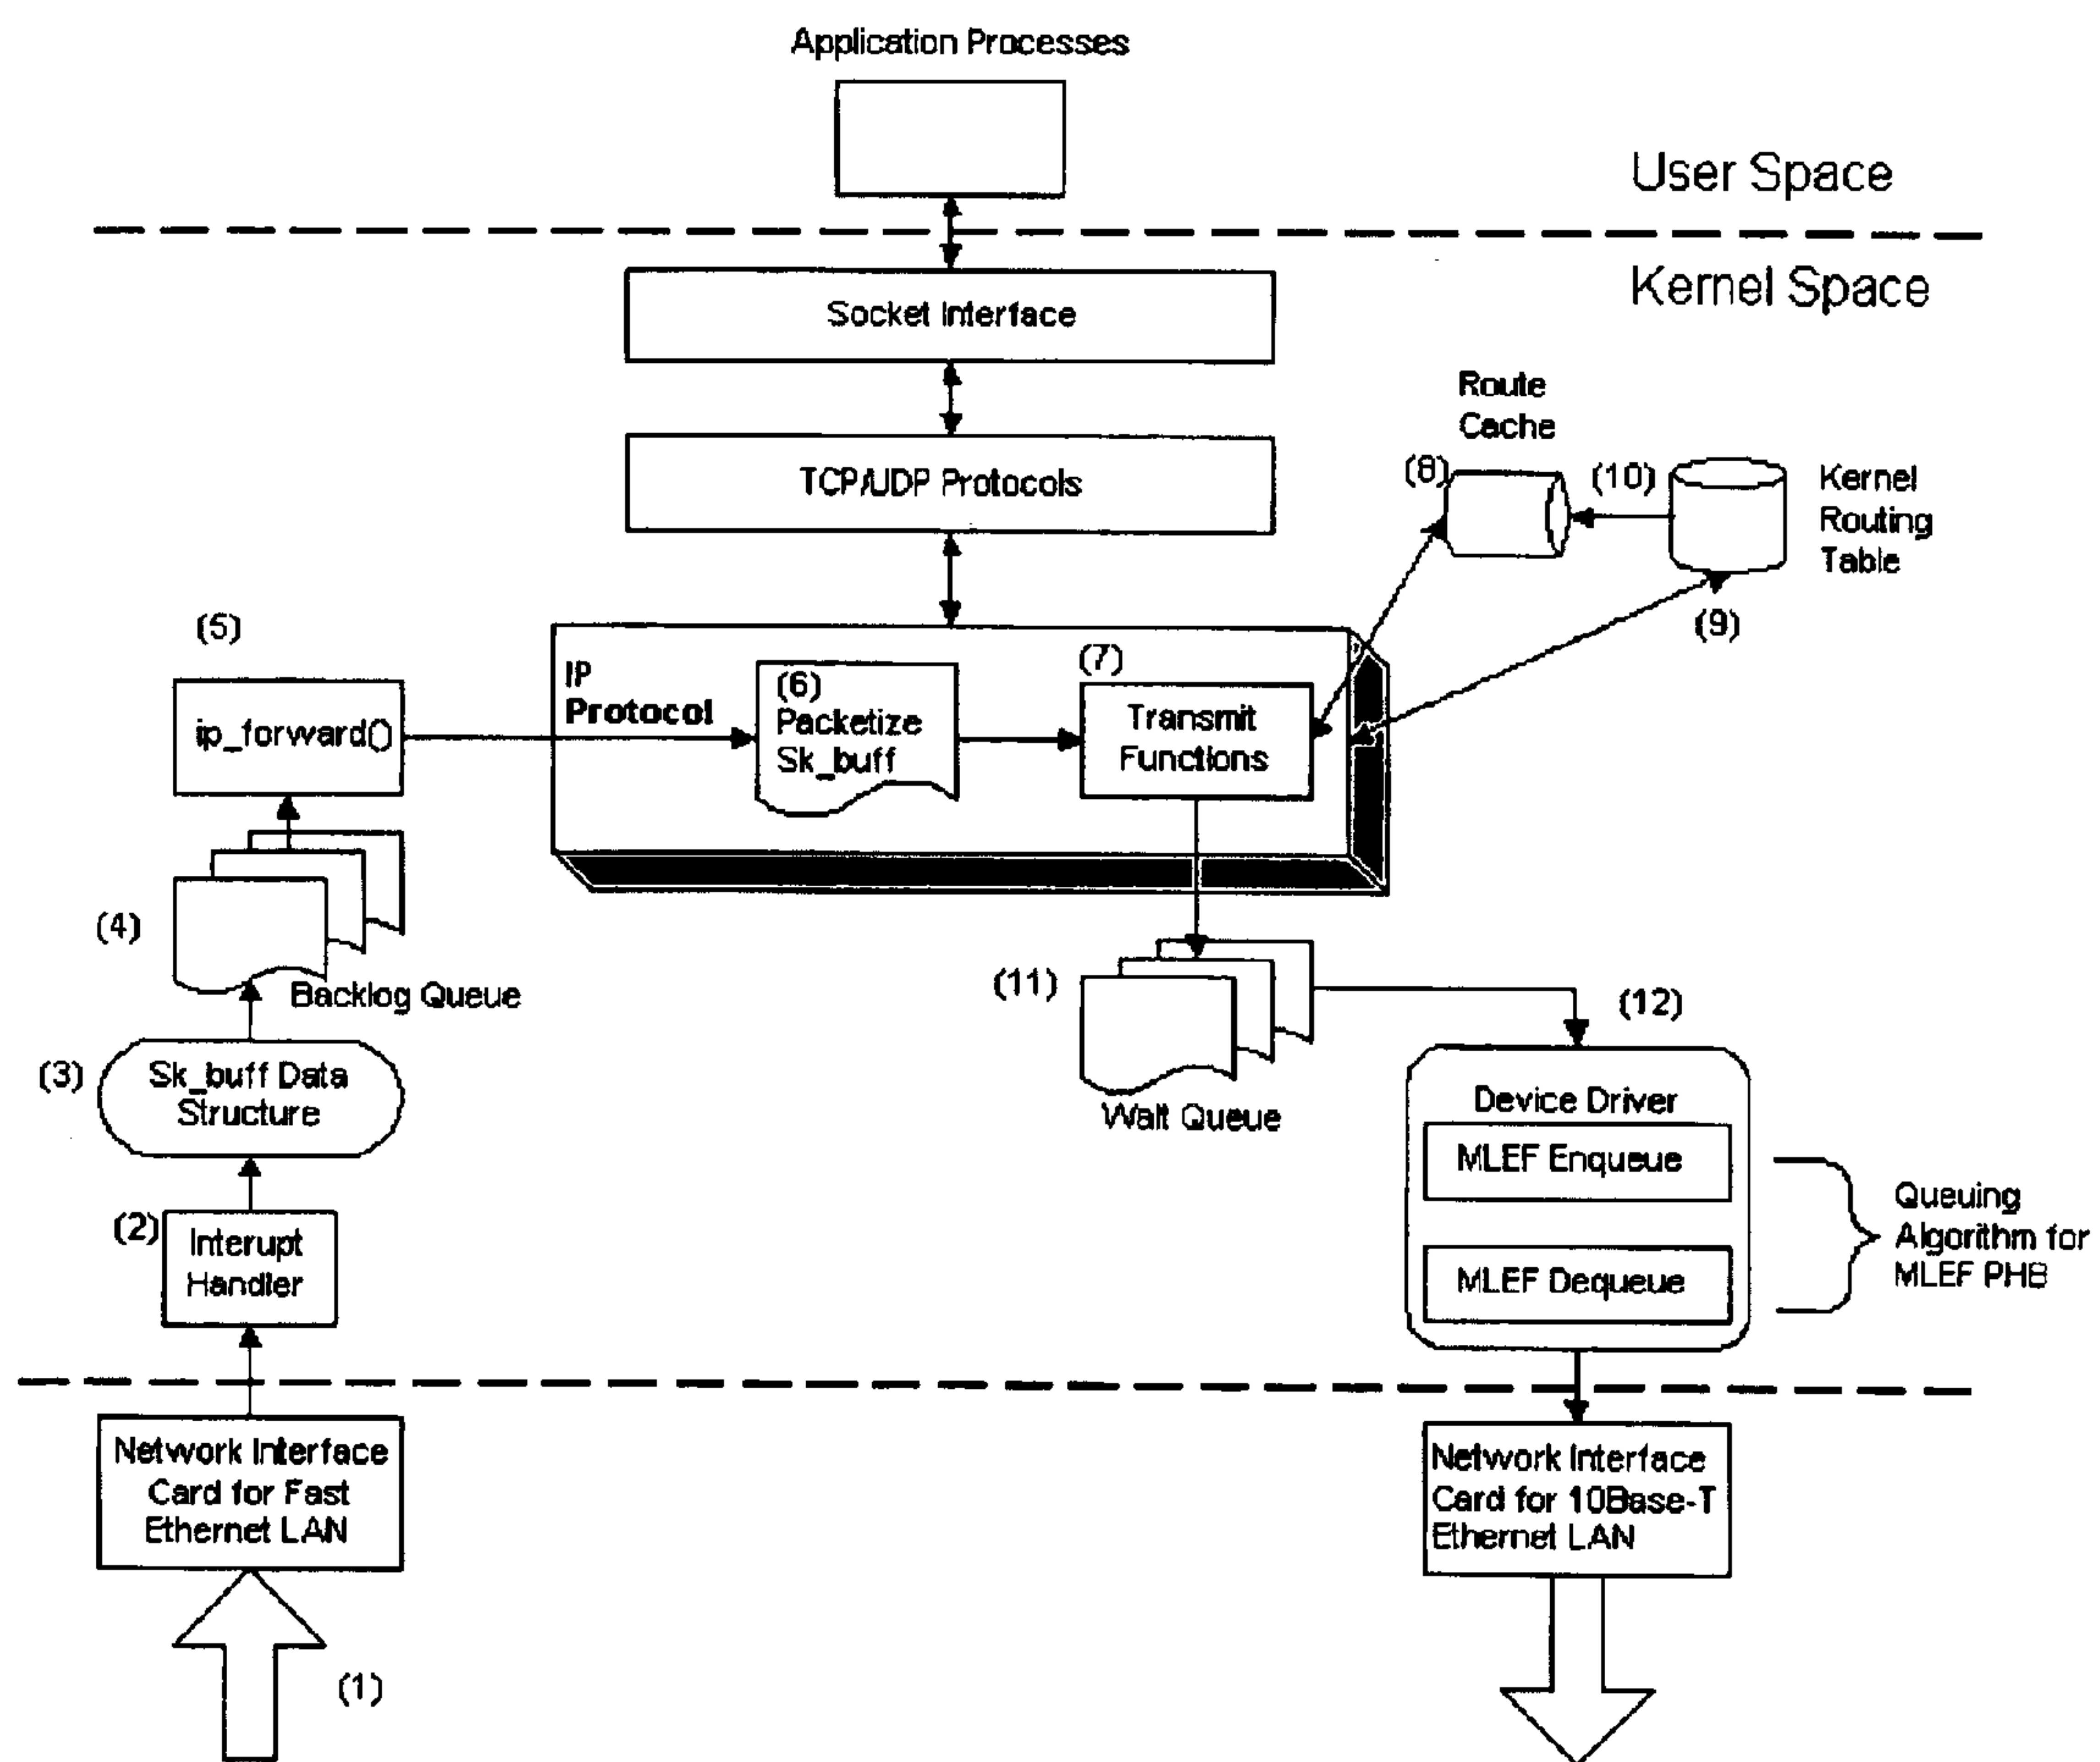 Application Processes
User Space
Kernel Space
Socket Interface
Route
Cache
TCP/UDP Protocols
(8)
(10)
Kernel
Routing
Table
(9)
(5)
ip_forward()
IP
Protocol
(6)
Packetize
Sk_buff
(7)
Transmit
Functions
(4)
Backlog Queue
(11)
Wait Queue
(12)
(3)
Sk_buff Data
Structure
Device Driver
MLEF Enqueue
MLEF Dequeue
Queuing
Algorithm for
MLEF PHB
(2)
Interupt
Handler
Network Interface
Card for Fast
Ethernet LAN
Network Interface
Card for 10Base-T
Ethernet LAN
(1)